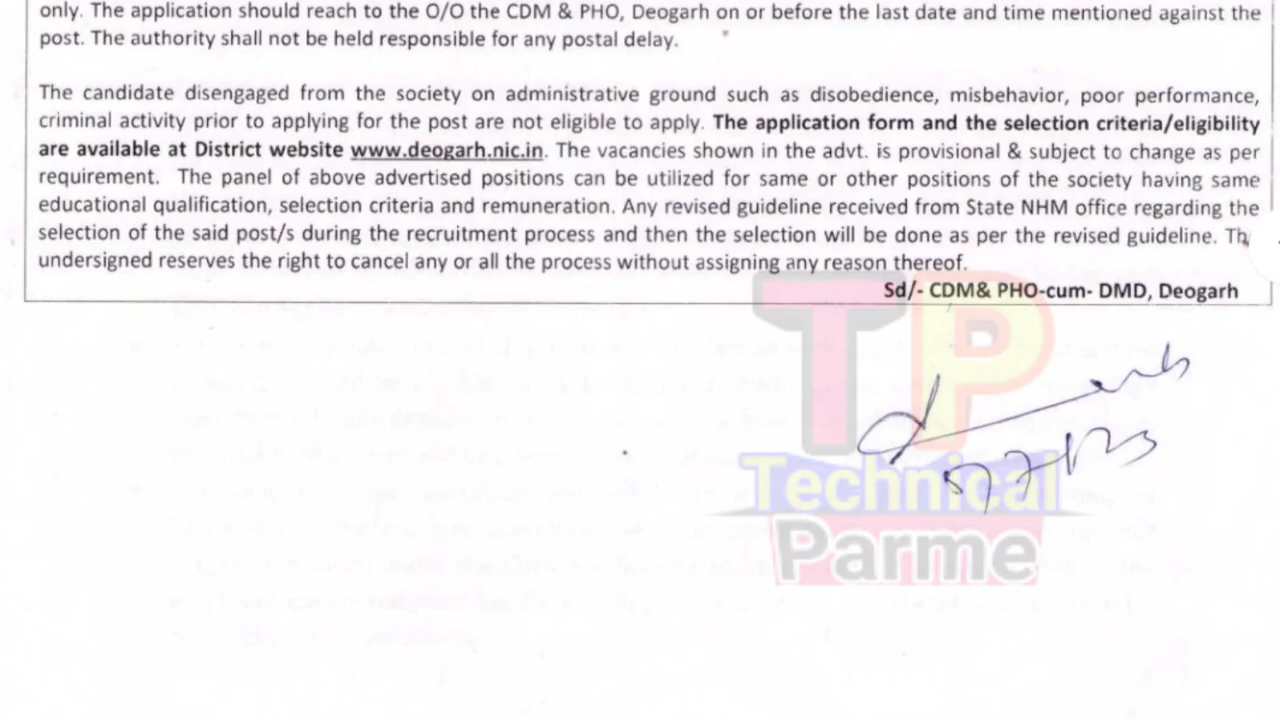 only. The application should reach to the O/O the CDM & PHO, Deogarh on or before the last date and time mentioned against the
post. The authority shall not be held responsible for any postal delay.
The candidate disengaged from the society on administrative ground such as disobedience, misbehavior, poor performance,
criminal activity prior to applying for the post are not eligible to apply. The application form and the selection criteria/eligibility
are available at District website www.deogarh.nic.in. The vacancies shown in the advt. is provisional & subject to change as per
requirement. The panel of above advertised positions can be utilized for same or other positions of the society having same
educational qualification, selection criteria and remuneration. Any revised guideline received from State NHM office regarding the
selection of the said post/s during the recruitment process and then the selection will be done as per the revised guideline. Th
undersigned reserves the right to cancel any or all the process without assigning any reason thereof.
Sd/- CDM& PHO-cum- DMD, Deogarh
TP
Technical
Parme